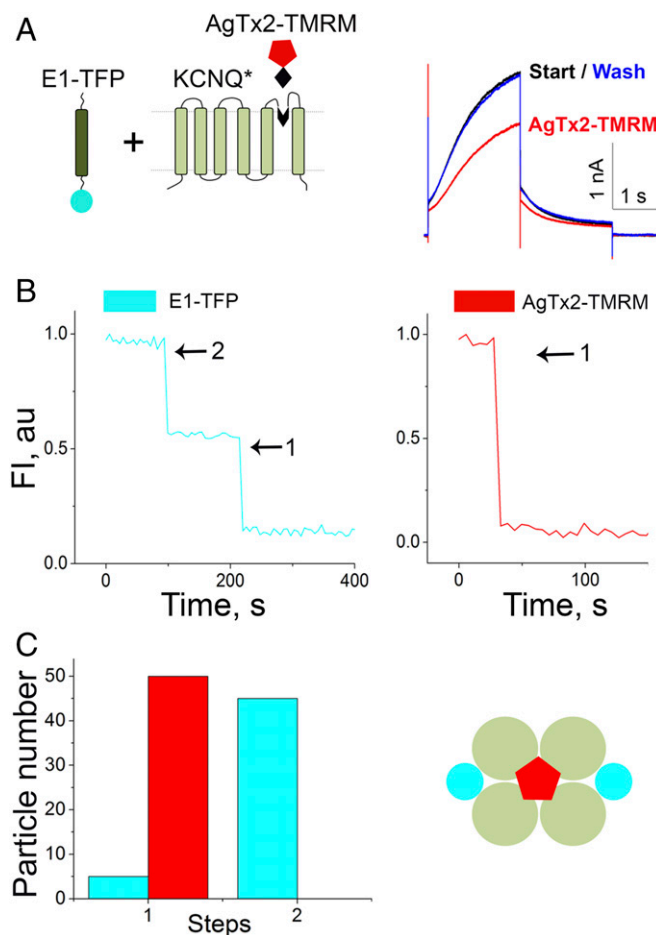 A
AgTx2-TMRM
E1-TFP
KCNQ*
+
Start / Wash
AgTx2-TMRM
1 nA
1 s
B
E1-TFP
AgTx2-TMRM
1.0
2
1
0.5
0.0
FI, au
0
200
400
Time, s
1.0
1
0.5
0.0
0
100
Time, s
C
50
40
30
20
10
0
Particle number
1
2
Steps